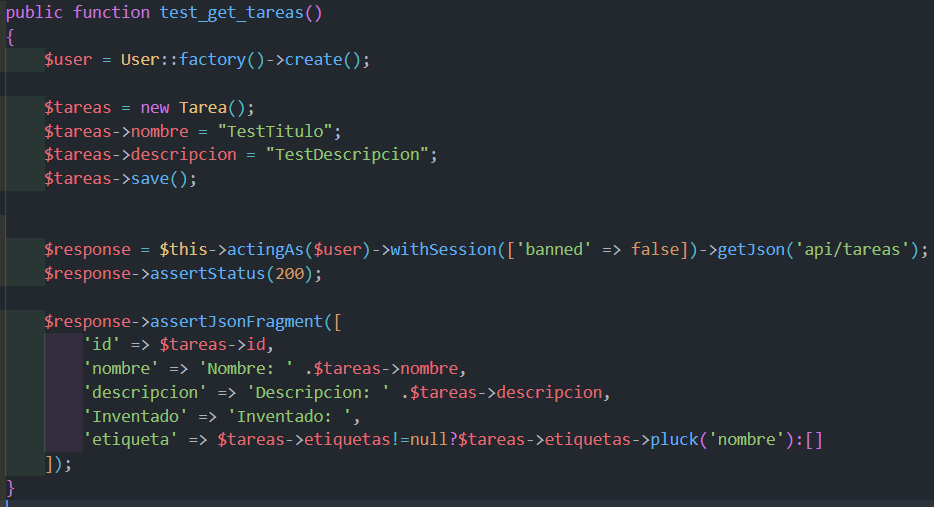 public function test_get_tareas()
{
    $user = User::factory()->create();

    $tareas = new Tarea();
    $tareas->nombre = "TestTitulo";
    $tareas->descripcion = "TestDescripcion";
    $tareas->save();


    $response = $this->actingAs($user)->withSession(['banned' => false])->getJson('api/tareas');
    $response->assertStatus(200);

    $response->assertJsonFragment([
        'id' => $tareas->id,
        'nombre' => 'Nombre: ' .$tareas->nombre,
        'descripcion' => 'Descripcion: ' .$tareas->descripcion,
        'Inventado' => 'Inventado: ',
        'etiqueta' => $tareas->etiquetas!=null?$tareas->etiquetas->pluck('nombre'):[]
    ]);
}